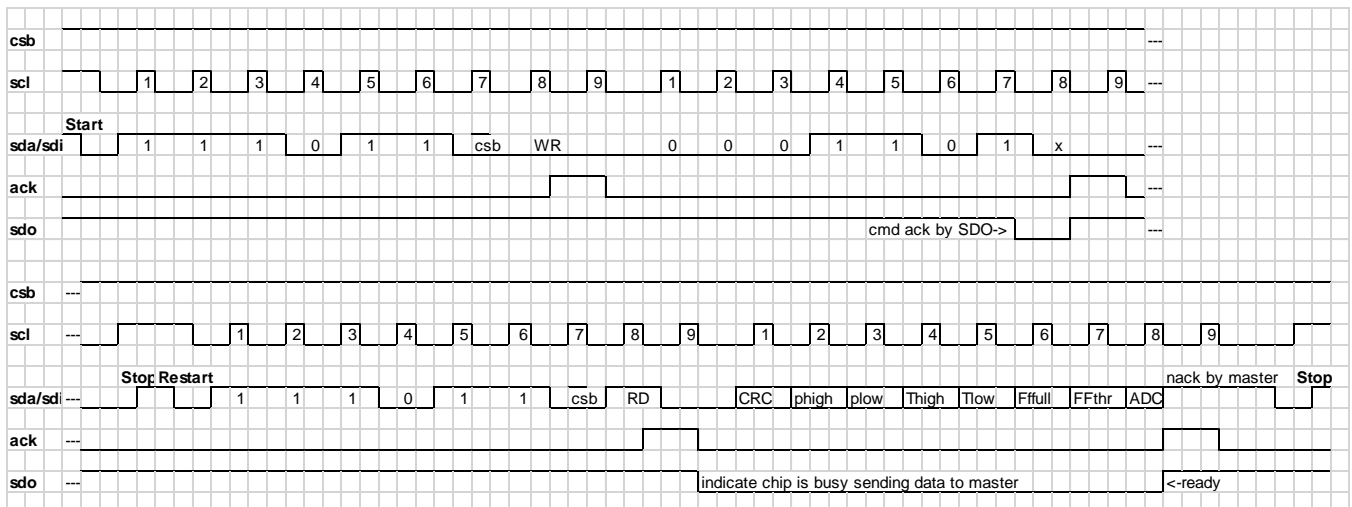 csb ---
scl 1 2 3 4 5 6 7 8 9 1 2 3 4 5 6 7 8 9 ---
Start
sda/sdi 1 1 1 0 1 1 csb WR 0 0 0 1 1 0 1 x ---
ack ---
sdo cmd ack by SDO-> ---
csb ---
scl --- 1 2 3 4 5 6 7 8 9 1 2 3 4 5 6 7 8 9
Stop Restart nack by master Stop
sda/sdi --- 1 1 1 0 1 1 csb RD CRC phigh plow Thigh Tlow Fffull FFthr ADC
ack ---
sdo --- indicate chip is busy sending data to master <-ready